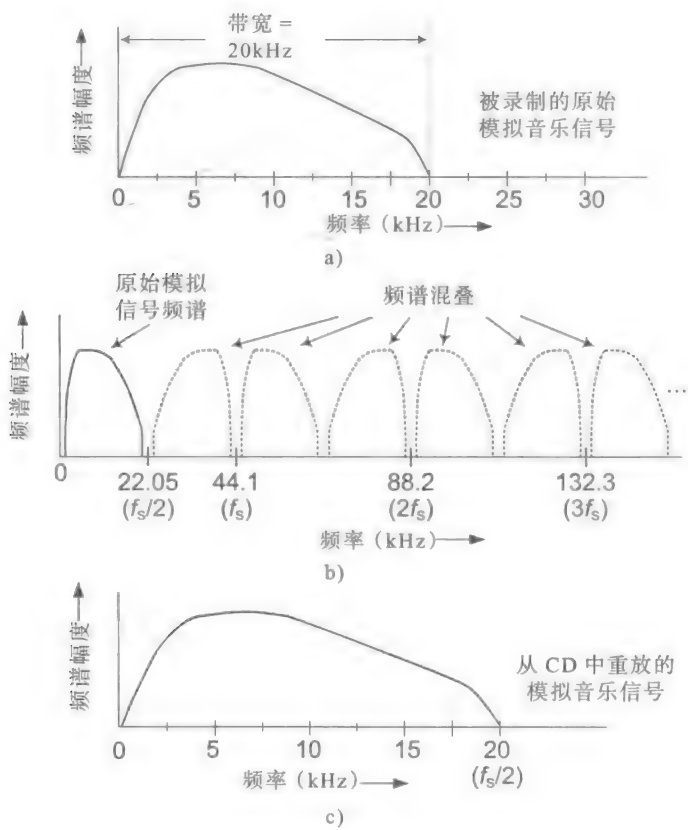 带宽 =
20kHz
频谱幅度
被录制的原始
模拟音乐信号
0 5 10 15 20 25 30
频率（kHz）
a)
原始模拟
信号频谱
频谱混叠
频谱幅度
...
0
22.05 44.1 88.2 132.3
(fs/2) (fs) (2fs) (3fs)
频率（kHz）
b)
频谱幅度
从 CD 中重放的
模拟音乐信号
0 5 10 15 20
频率（kHz） (fs/2)
c)